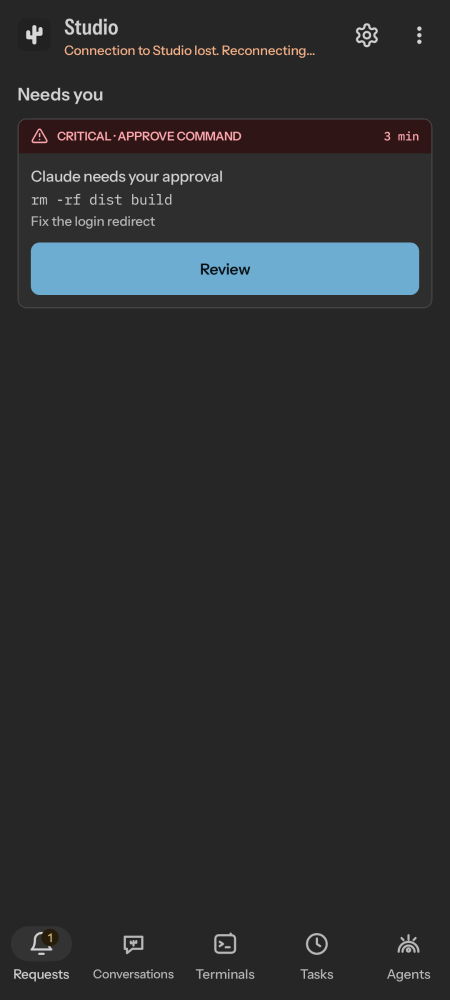 Studio
Connection to Studio lost. Reconnecting...
Needs you
CRITICAL · APPROVE COMMAND 3 min
Claude needs your approval
rm -rf dist build
Fix the login redirect
Review
1
Requests Conversations Terminals Tasks Agents